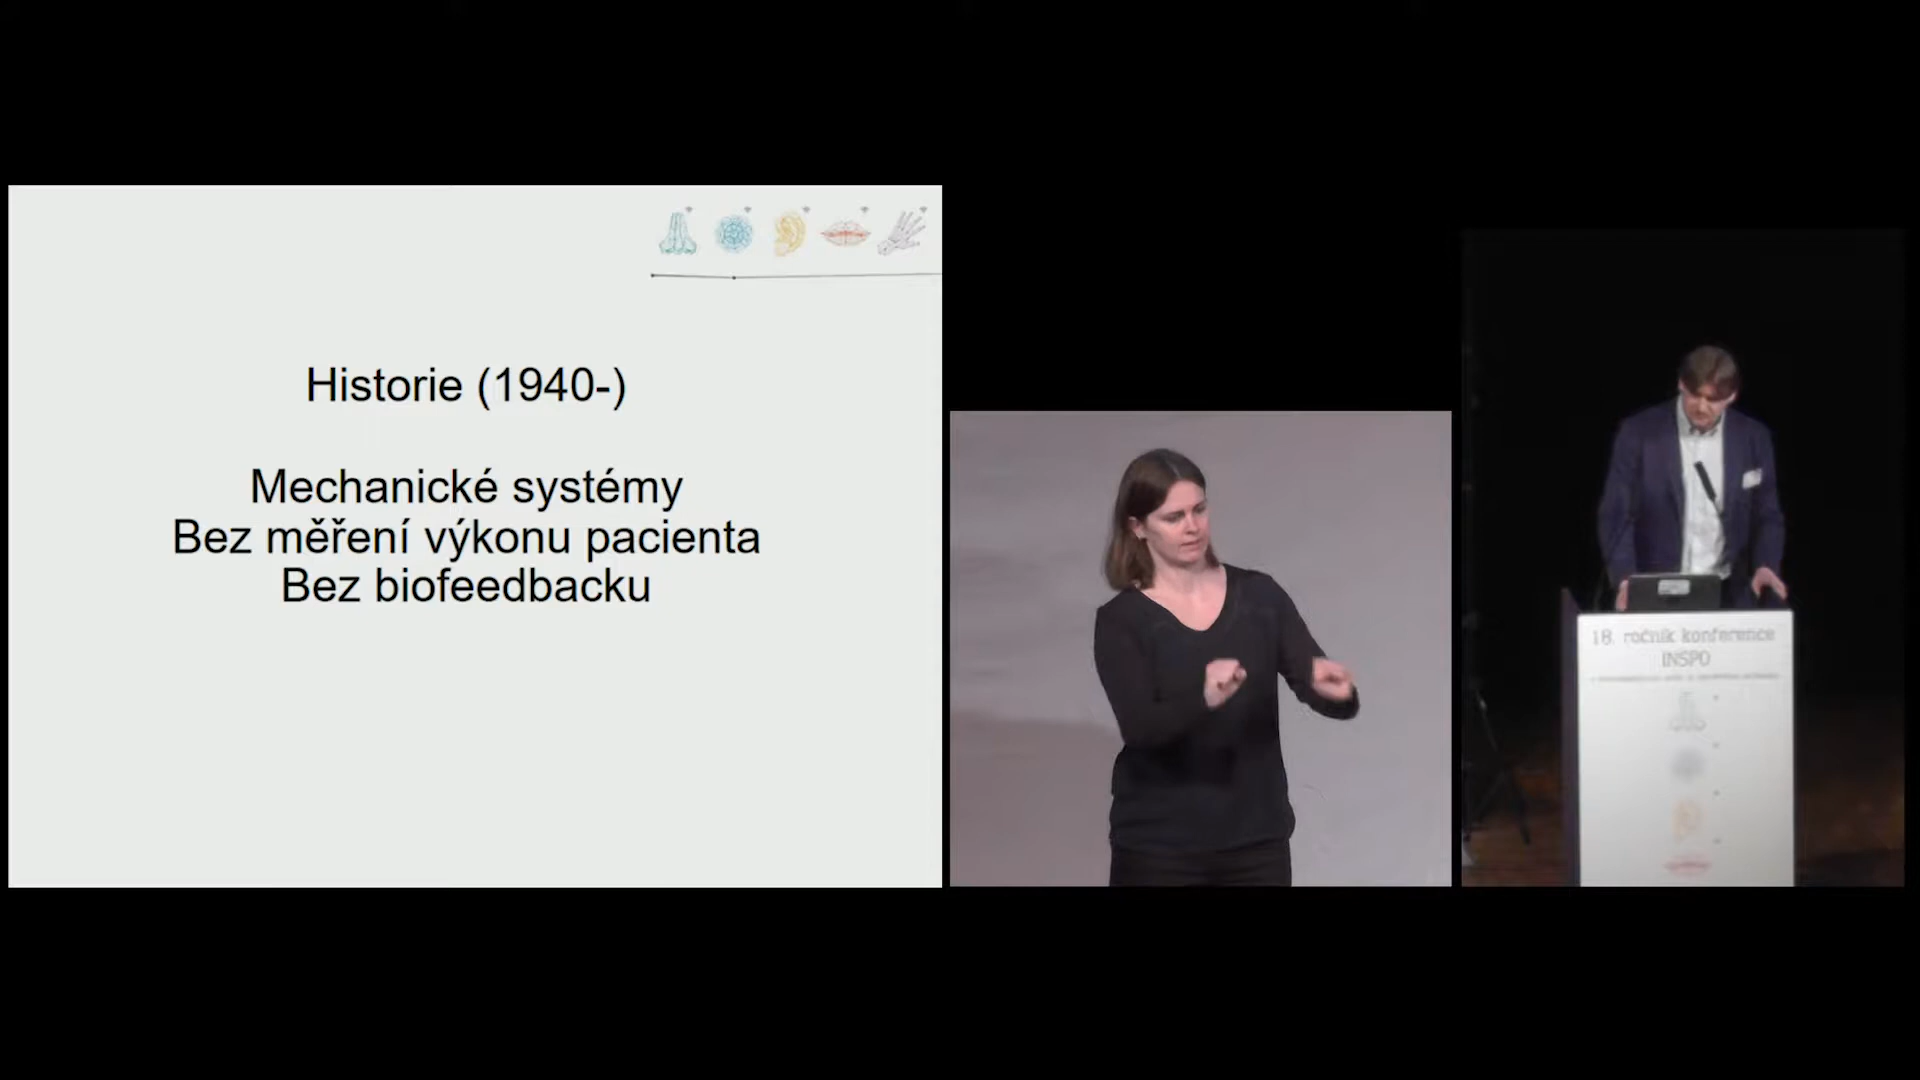 Historie (1940-)
Mechanické systémy
Bez měření výkonu pacienta
Bez biofeedbacku
18. ročník konference
INSPO